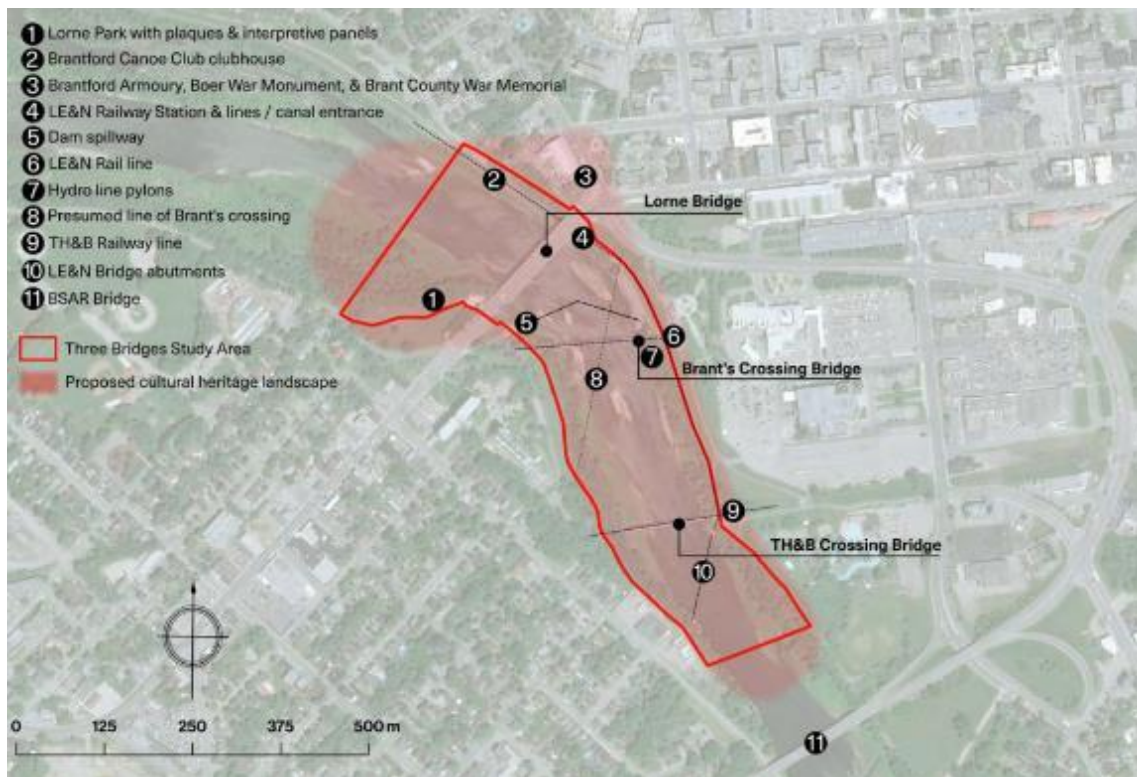 1 Lorne Park with plaques & interpretive panels
2 Brantford Canoe Club clubhouse
3 Brantford Armoury, Boer War Monument, & Brant County War Memorial
4 LE&N Railway Station & lines / canal entrance
5 Dam spillway
6 LE&N Rail line
7 Hydro line pylons
8 Presumed line of Brant's crossing
9 TH&B Railway line
10 LE&N Bridge abutments
11 BSAR Bridge
Three Bridges Study Area
Proposed cultural heritage landscape
2
3
Lorne Bridge
4
1
5
6
7
Brant's Crossing Bridge
8
9
TH&B Crossing Bridge
10
0 125 250 375 500 m
11